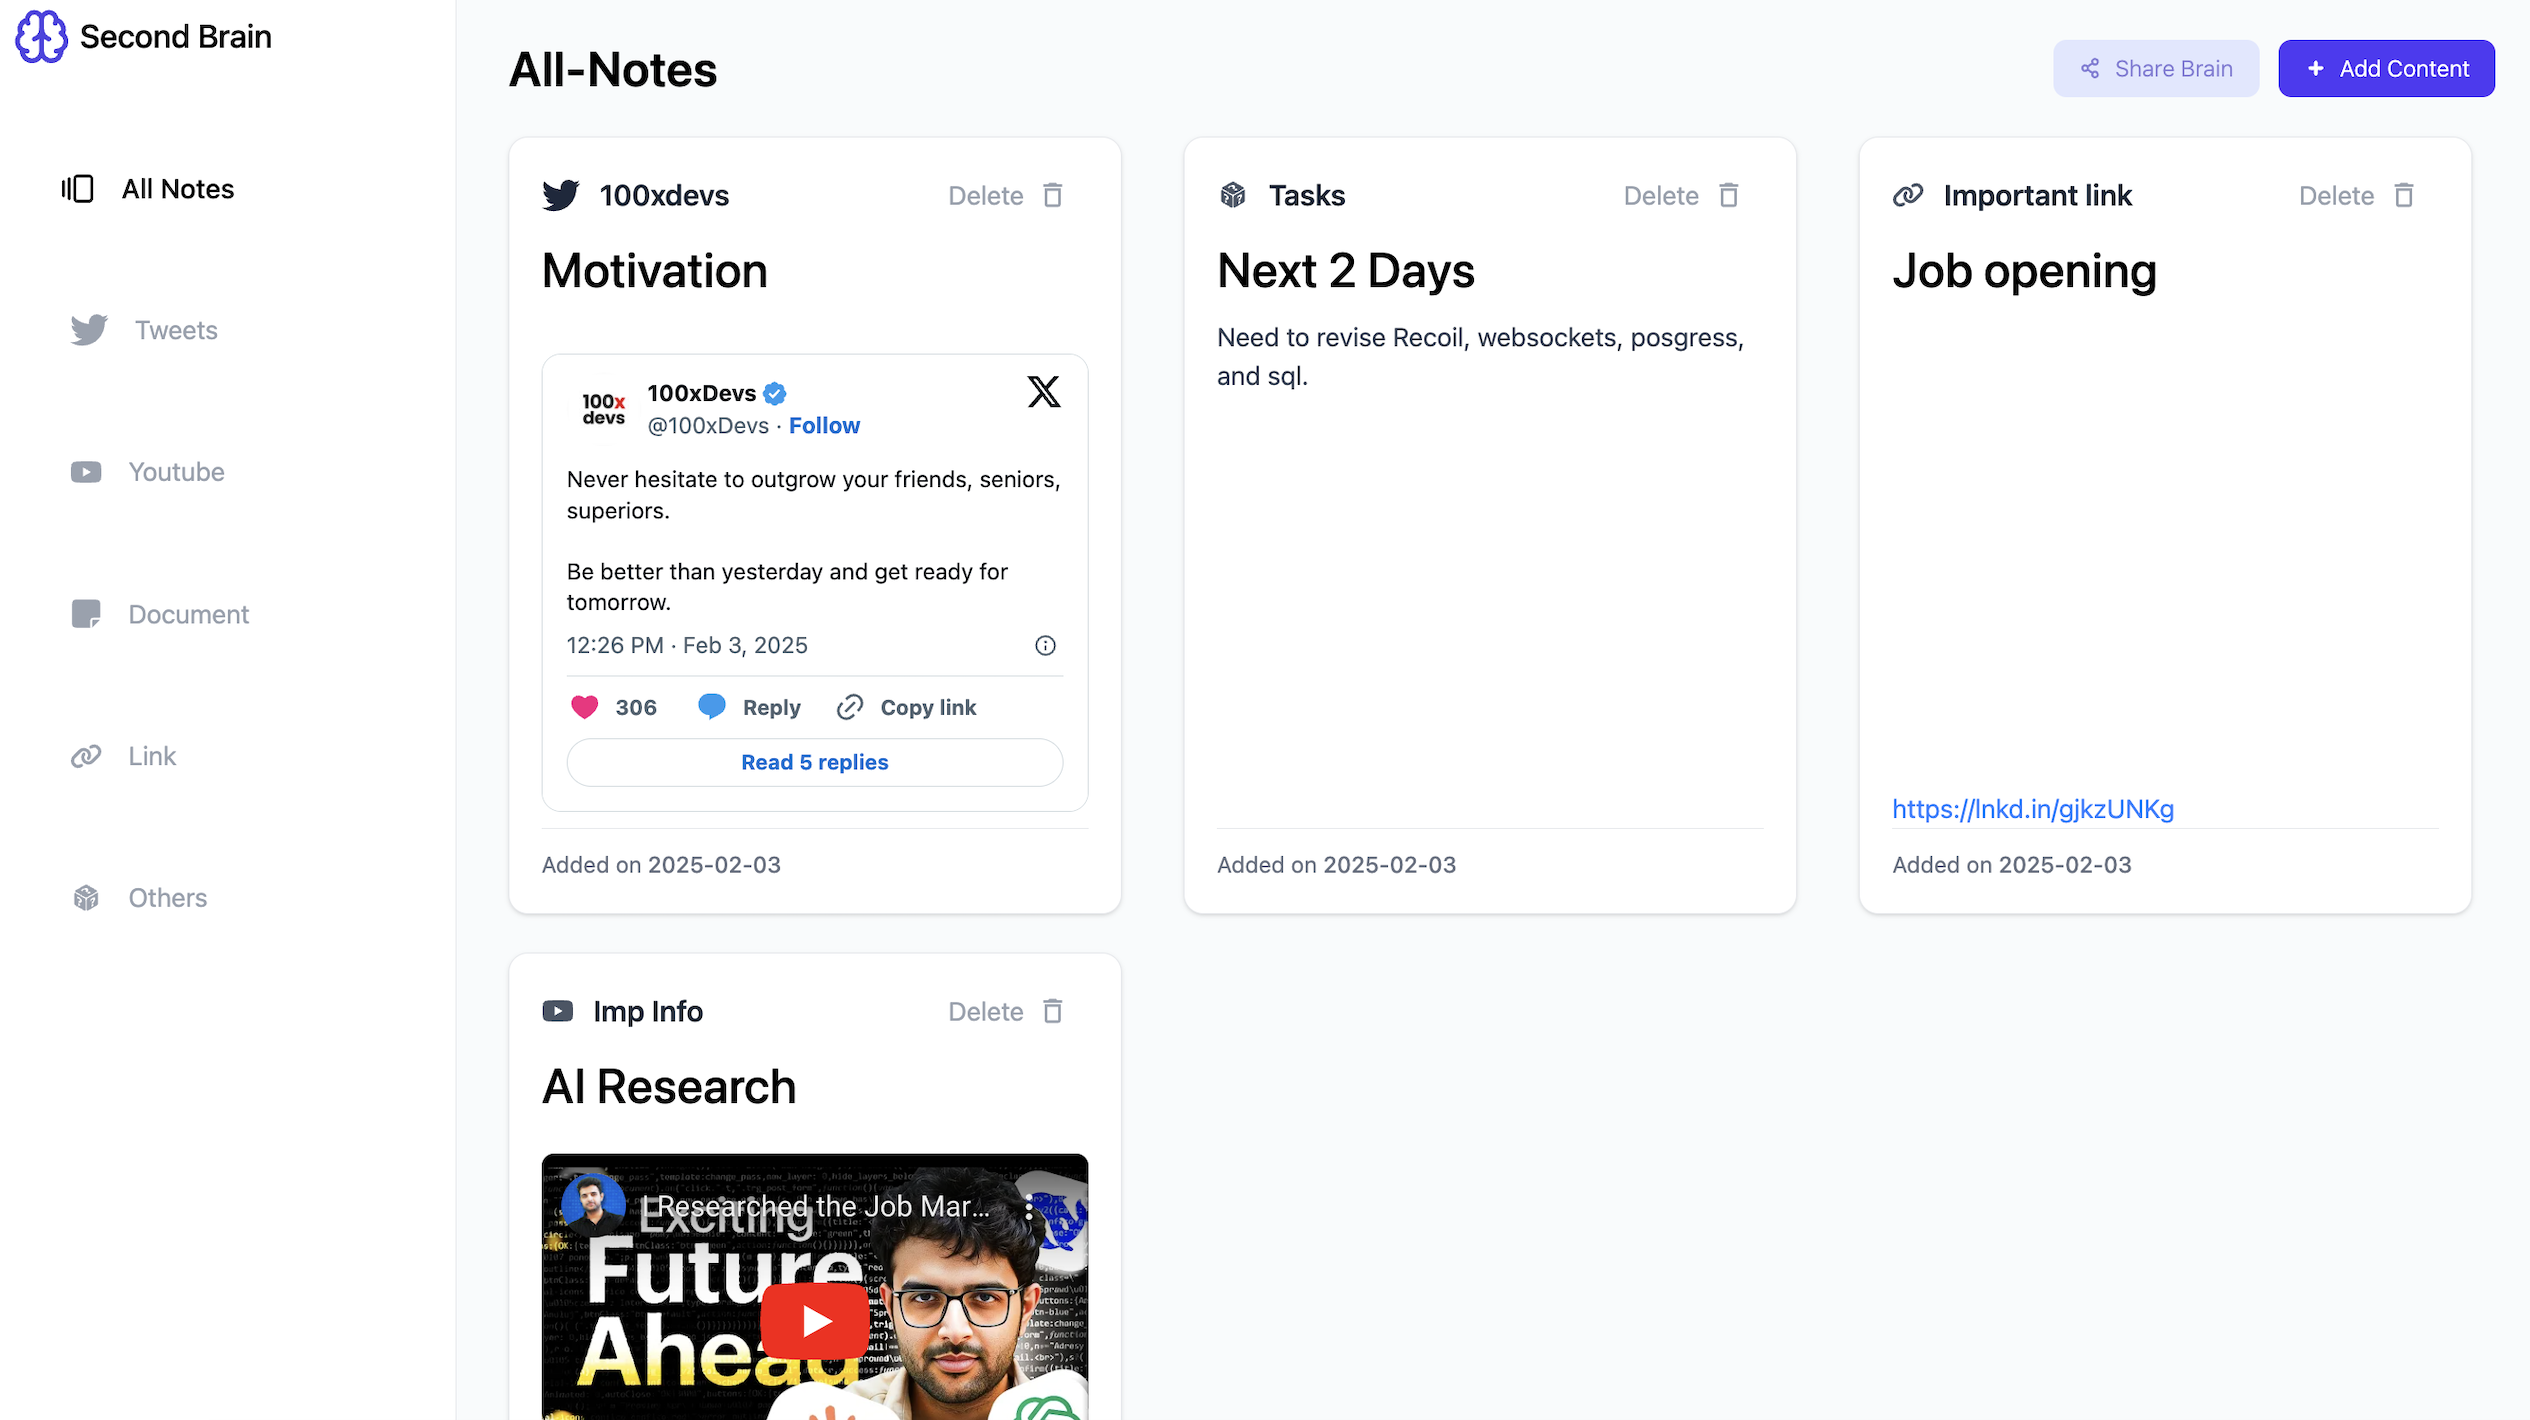 Second Brain
All Notes
Tweets
Youtube
Document
Link
Others
All-Notes
Share Brain
+ Add Content
100xdevs
Delete
Motivation
100x
devs
100xDevs
@100xDevs · Follow
Never hesitate to outgrow your friends, seniors,
superiors.
Be better than yesterday and get ready for
tomorrow.
12:26 PM · Feb 3, 2025
306
Reply
Copy link
Read 5 replies
Added on 2025-02-03
Tasks
Delete
Next 2 Days
Need to revise Recoil, websockets, posgress,
and sql.
Added on 2025-02-03
Important link
Delete
Job opening
https://lnkd.in/gjkzUNKg
Added on 2025-02-03
Imp Info
Delete
AI Research
I Researched the Job Mar...
Exciting
Future
Ahead